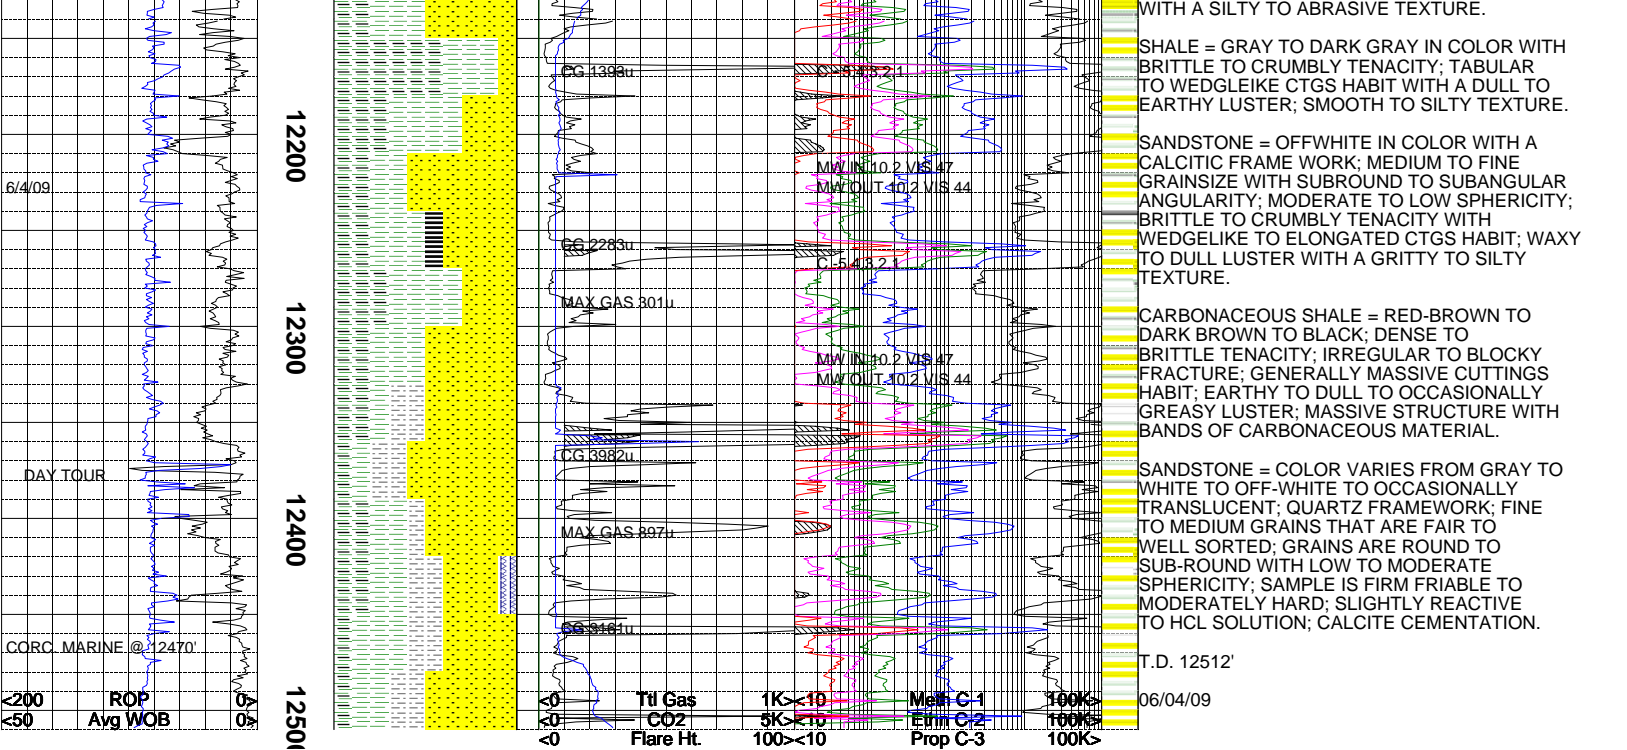 6/4/09
DAY TOUR
CORC. MARINE @ 12470'
<200 ROP 0>
<50 Avg WOB 0>
12200
12300
12400
12500
CG 1393u
CG 2283u
MAX GAS 301u
CG 3982u
MAX GAS 897u
CG 3161u
<0 Ttl Gas 1K>
<0 CO2 5K>
<0 Flare Ht. 100>
C -5,4,3,2,1
MW IN 10.2 VIS 47
MW OUT 10.2 VIS 44
C -5,4,3,2,1
MW IN 10.2 VIS 47
MW OUT 10.2 VIS 44
<10 Meth C-1 100K>
<10 Ethn C-2 100K>
<10 Prop C-3 100K>
WITH A SILTY TO ABRASIVE TEXTURE.
SHALE = GRAY TO DARK GRAY IN COLOR WITH
BRITTLE TO CRUMBLY TENACITY; TABULAR
TO WEDGLEIKE CTGS HABIT WITH A DULL TO
EARTHY LUSTER; SMOOTH TO SILTY TEXTURE.
SANDSTONE = OFFWHITE IN COLOR WITH A
CALCITIC FRAME WORK; MEDIUM TO FINE
GRAINSIZE WITH SUBROUND TO SUBANGULAR
ANGULARITY; MODERATE TO LOW SPHERICITY;
BRITTLE TO CRUMBLY TENACITY WITH
WEDGELIKE TO ELONGATED CTGS HABIT; WAXY
TO DULL LUSTER WITH A GRITTY TO SILTY
TEXTURE.
CARBONACEOUS SHALE = RED-BROWN TO
DARK BROWN TO BLACK; DENSE TO
BRITTLE TENACITY; IRREGULAR TO BLOCKY
FRACTURE; GENERALLY MASSIVE CUTTINGS
HABIT; EARTHY TO DULL TO OCCASIONALLY
GREASY LUSTER; MASSIVE STRUCTURE WITH
BANDS OF CARBONACEOUS MATERIAL.
SANDSTONE = COLOR VARIES FROM GRAY TO
WHITE TO OFF-WHITE TO OCCASIONALLY
TRANSLUCENT; QUARTZ FRAMEWORK; FINE
TO MEDIUM GRAINS THAT ARE FAIR TO
WELL SORTED; GRAINS ARE ROUND TO
SUB-ROUND WITH LOW TO MODERATE
SPHERICITY; SAMPLE IS FIRM FRIABLE TO
MODERATELY HARD; SLIGHTLY REACTIVE
TO HCL SOLUTION; CALCITE CEMENTATION.
T.D. 12512'
06/04/09